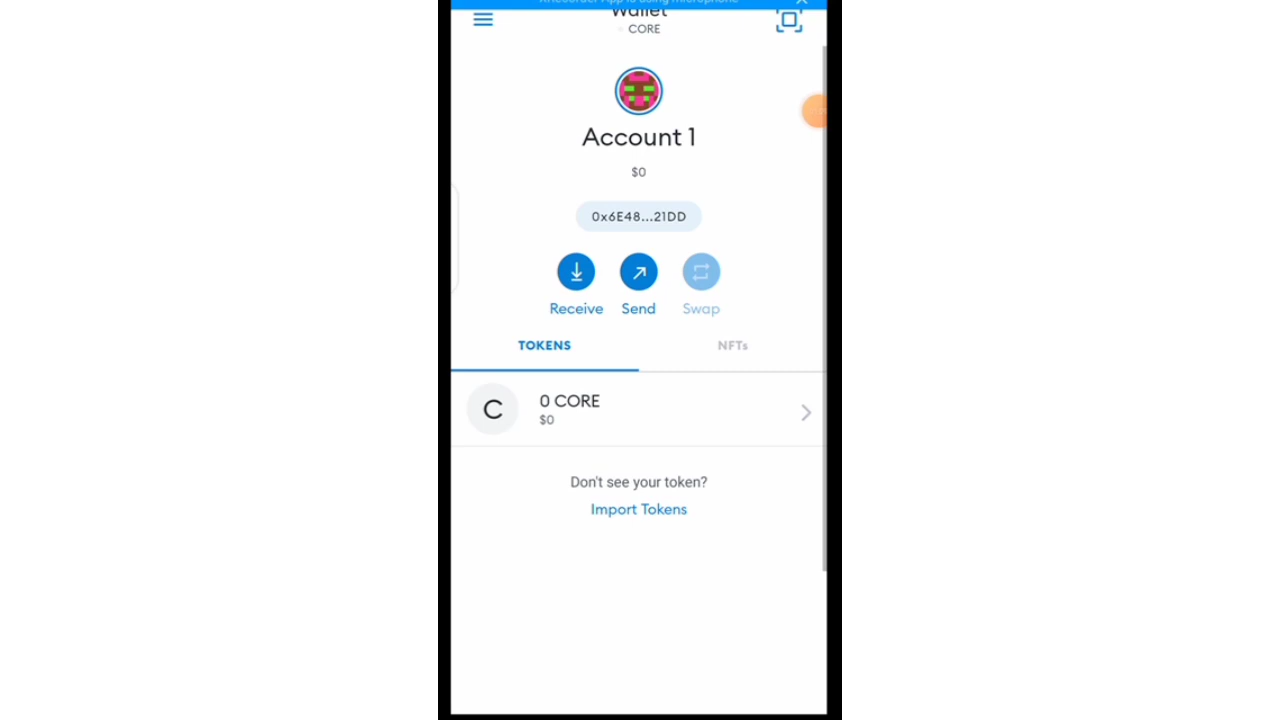 Wallet
CORE
Account 1
$0
0x6E48...21DD
Receive Send Swap
TOKENS NFTs
C
0 CORE
$0
Don't see your token?
Import Tokens